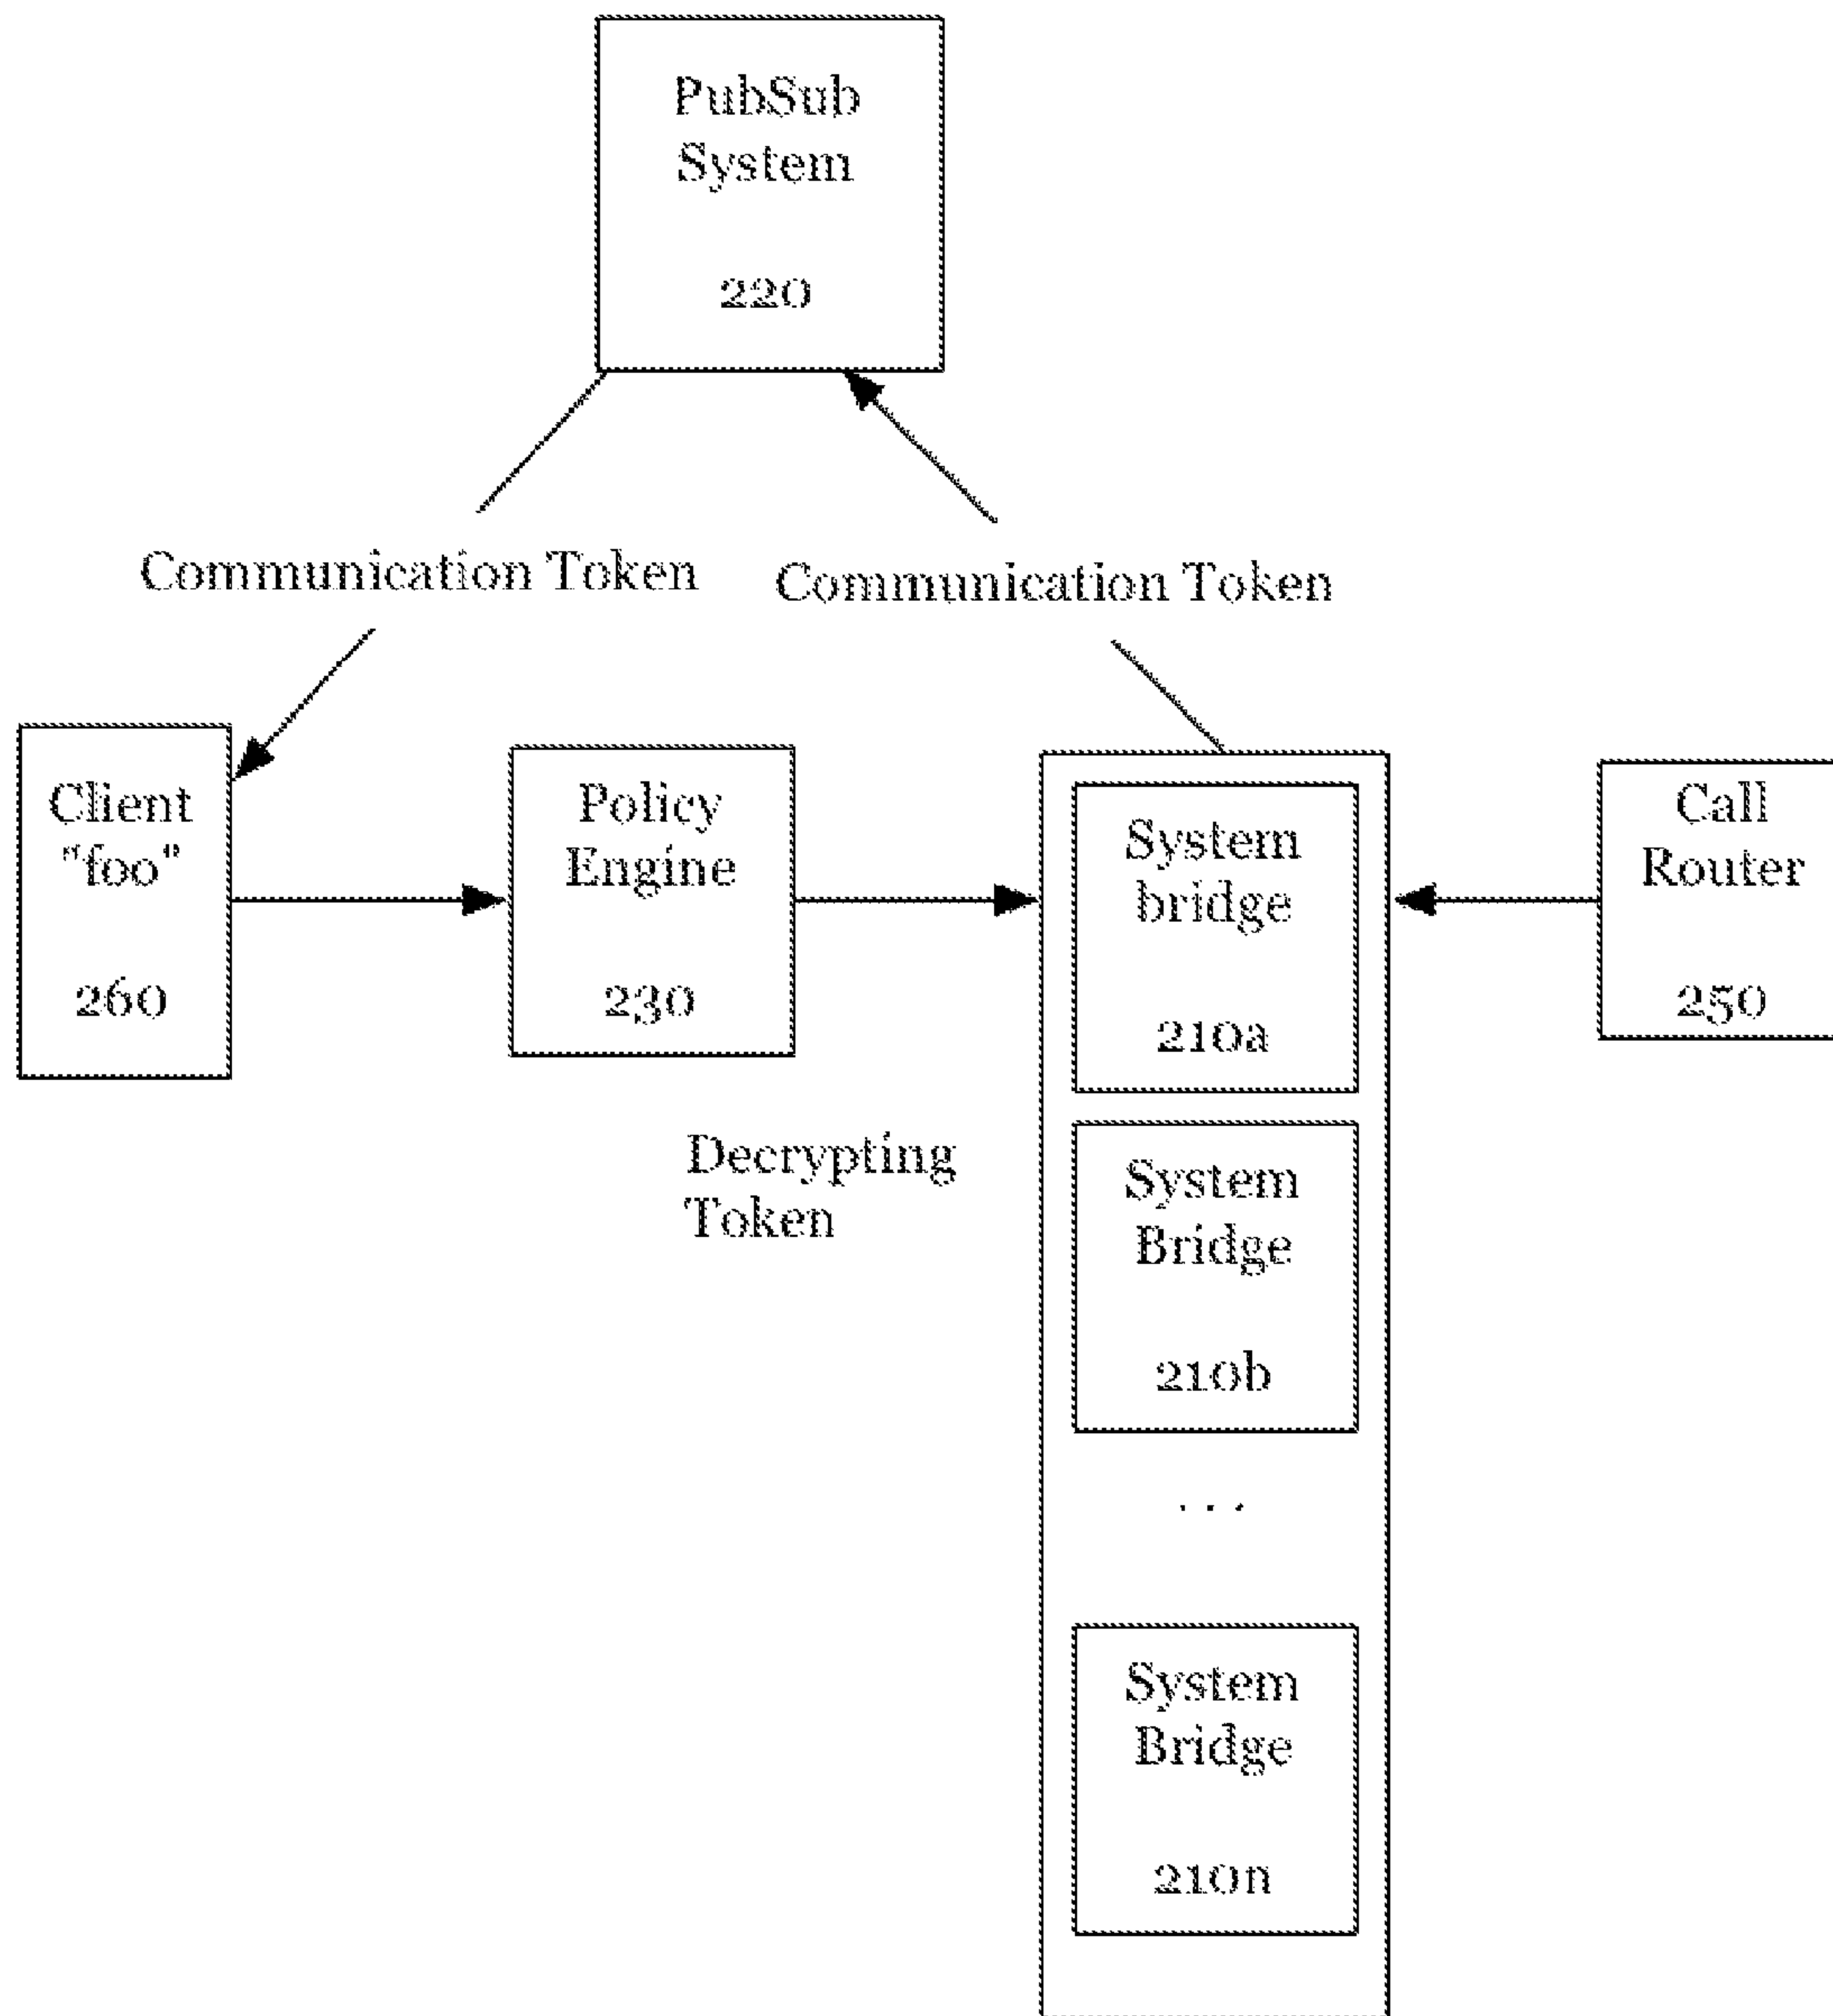 PubSub
System
220
Communication Token
Communication Token
Client
"foo"
260
Policy
Engine
230
System
bridge
210a
Call
Router
250
Decrypting
Token
System
Bridge
210b
...
System
Bridge
210n